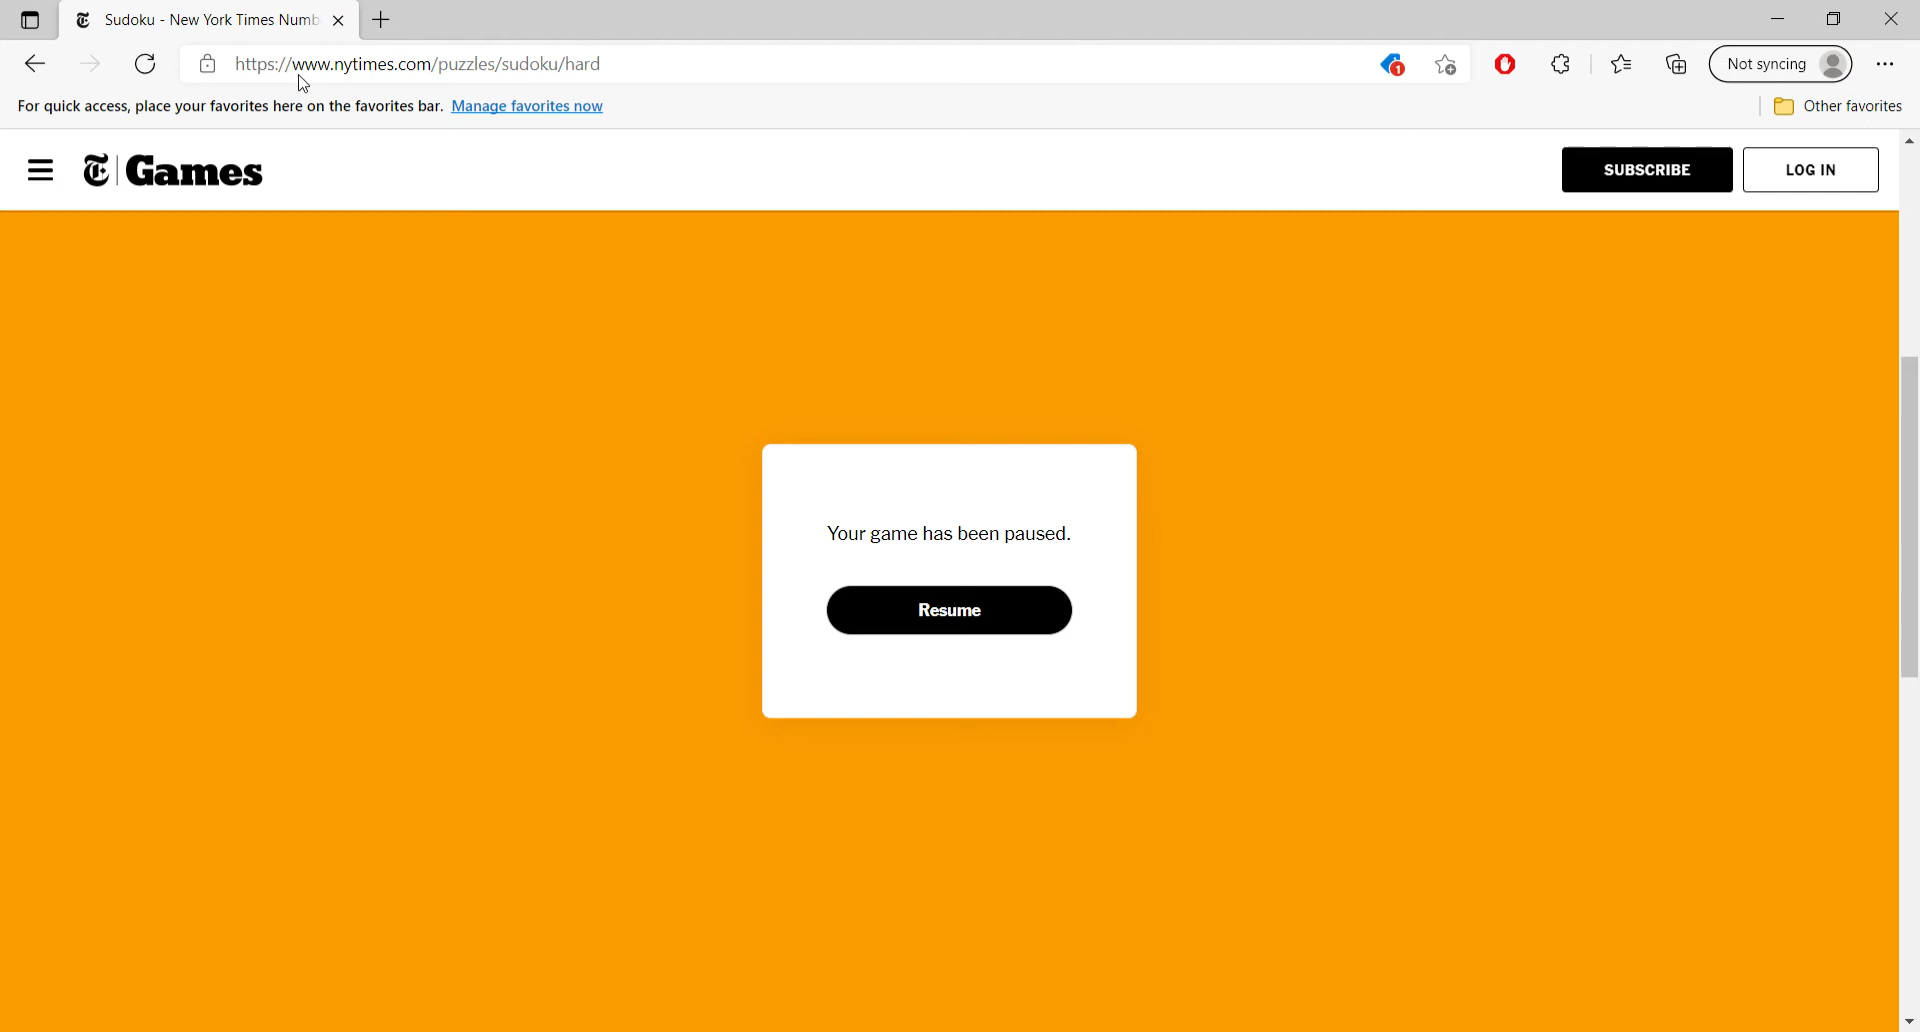 Sudoku - New York Times Numb
https://www.nytimes.com/puzzles/sudoku/hard
1
Not syncing
For quick access, place your favorites here on the favorites bar. Manage favorites now
Other favorites
T Games
SUBSCRIBE
LOG IN
Your game has been paused.
Resume